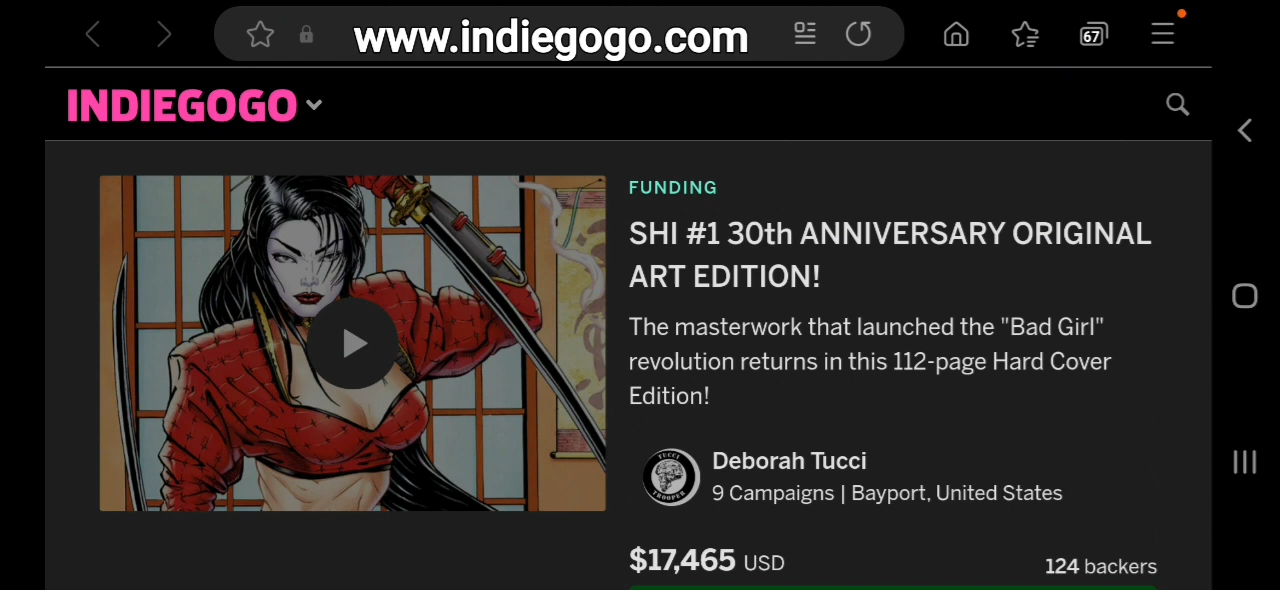 www.indiegogo.com
67
INDIEGOGO
FUNDING
SHI #1 30th ANNIVERSARY ORIGINAL
ART EDITION!
The masterwork that launched the "Bad Girl"
revolution returns in this 112-page Hard Cover
Edition!
TUCCI
TROOPER
Deborah Tucci
9 Campaigns | Bayport, United States
$17,465 USD
124 backers